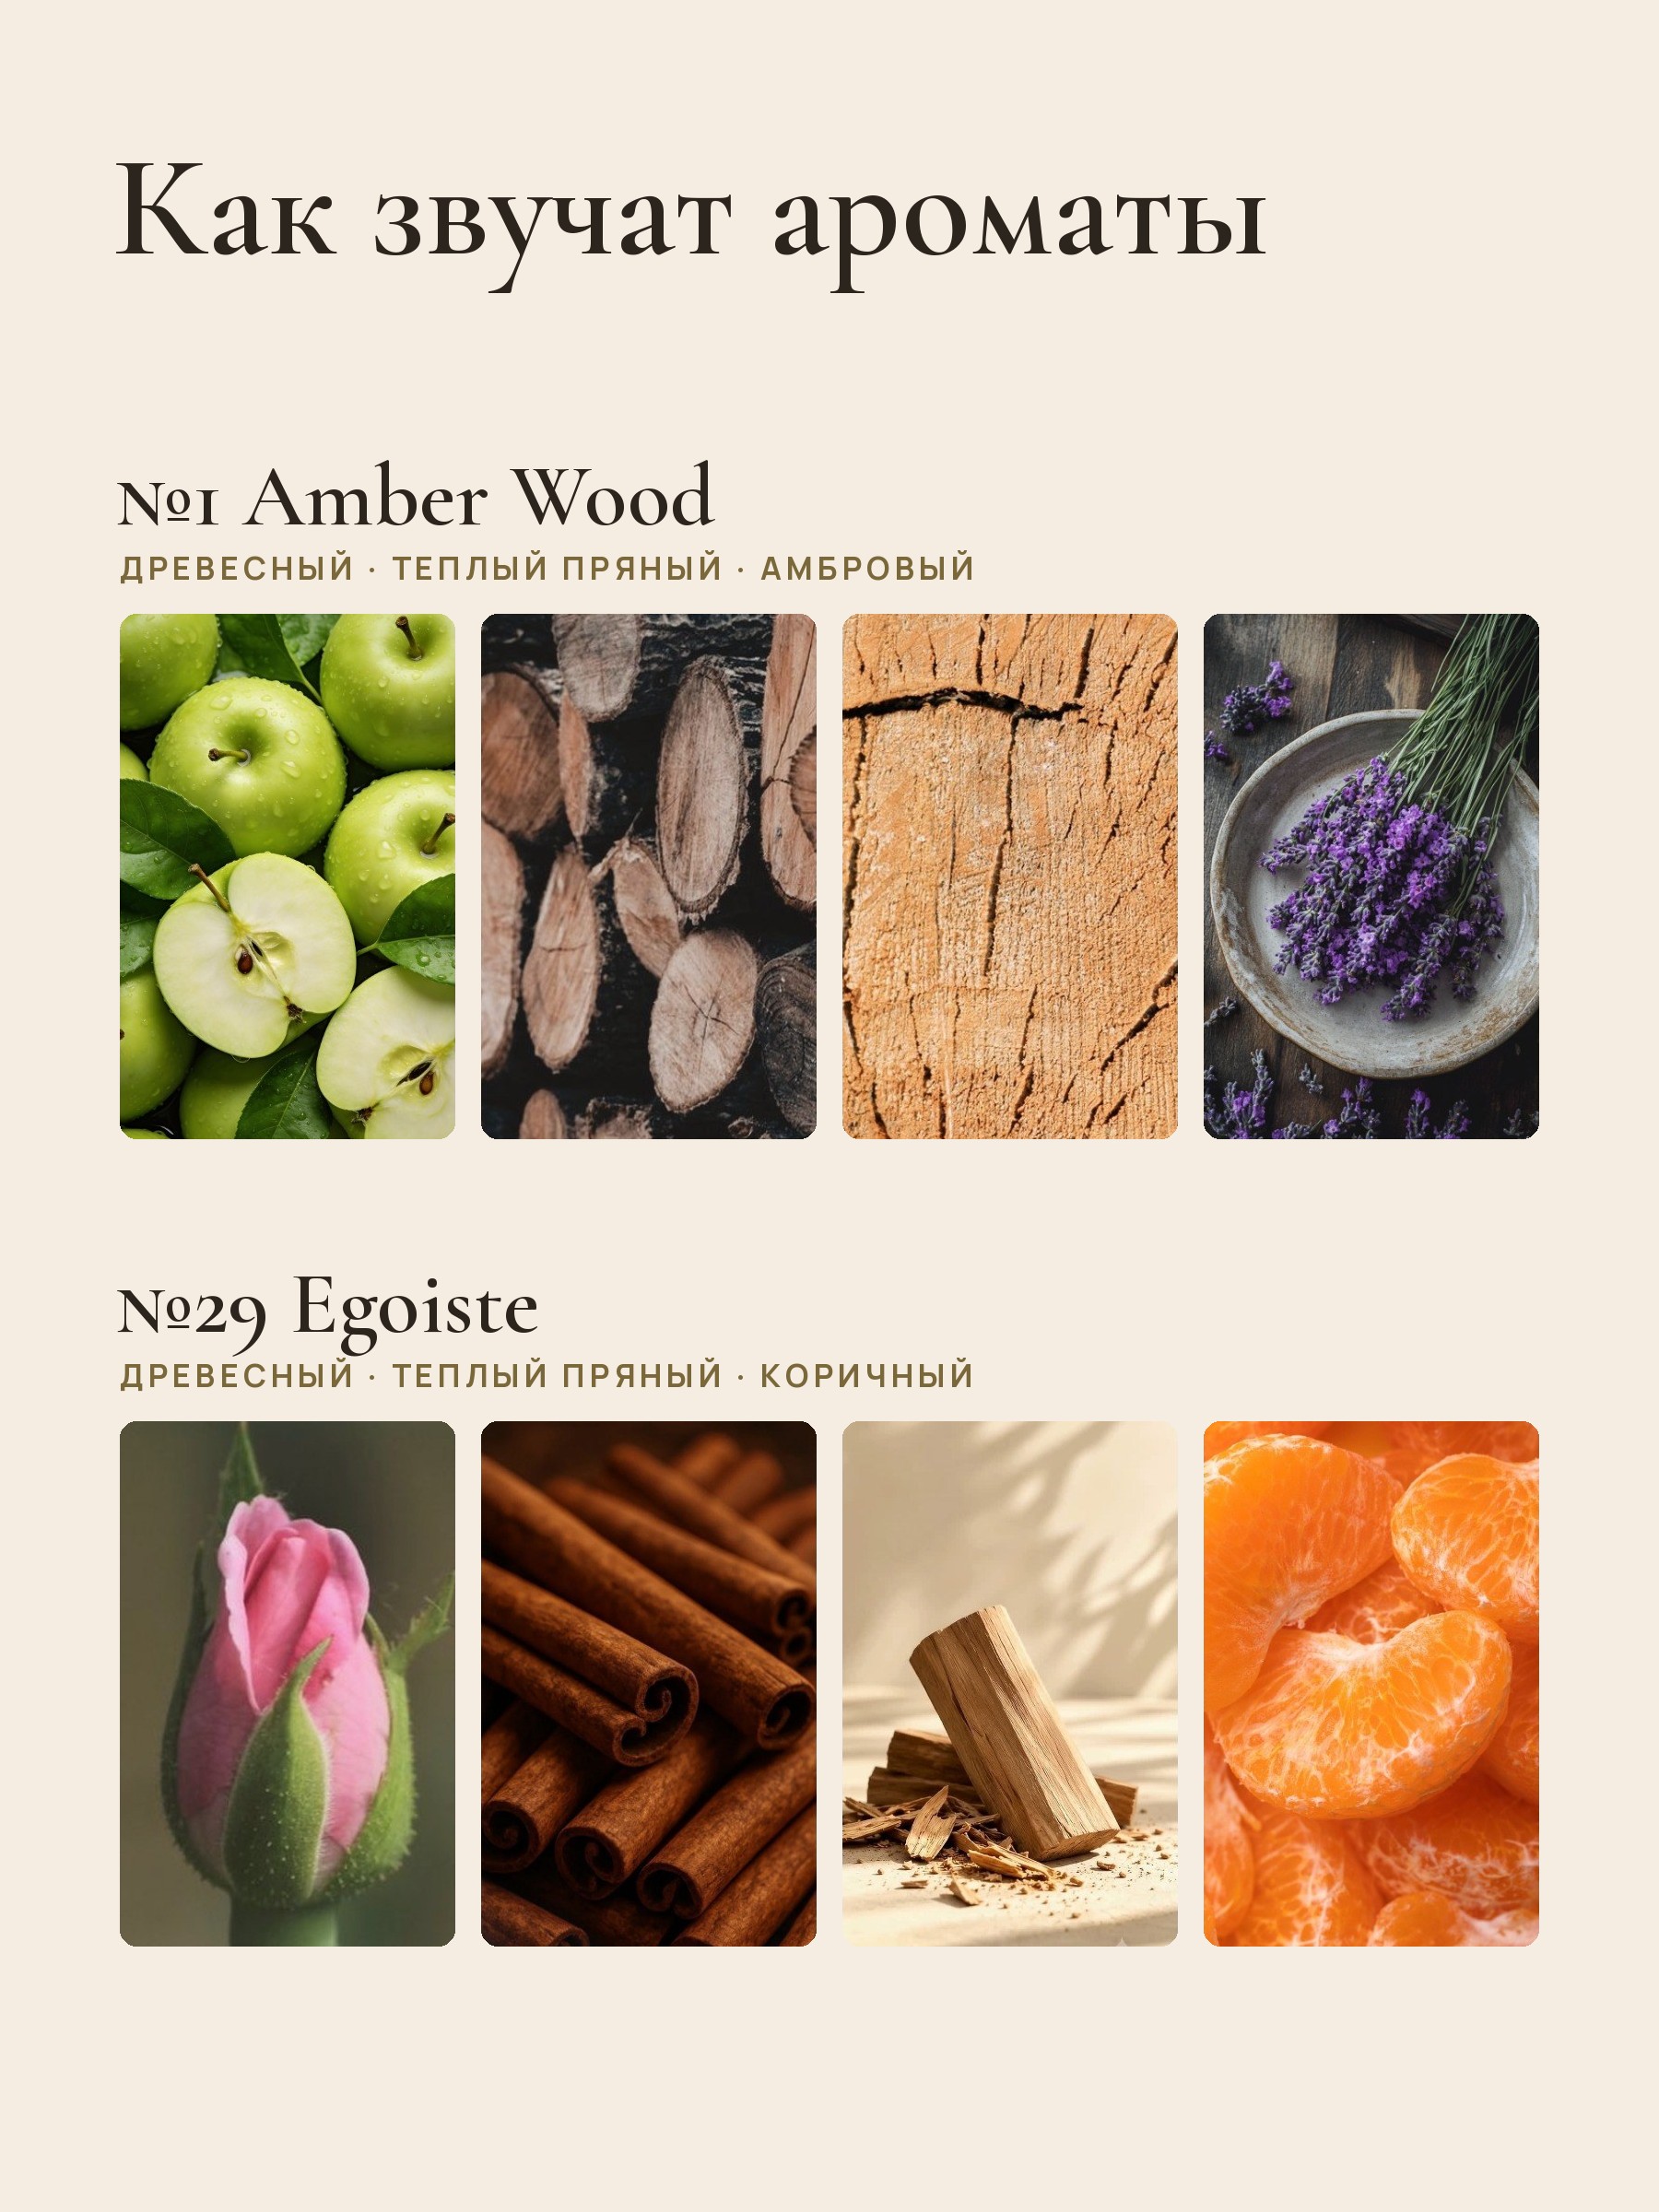 Как звучат ароматы
№1 Amber Wood
ДРЕВЕСНЫЙ · ТЕПЛЫЙ ПРЯНЫЙ · АМБРОВЫЙ
№29 Egoiste
ДРЕВЕСНЫЙ · ТЕПЛЫЙ ПРЯНЫЙ · КОРИЧНЫЙ